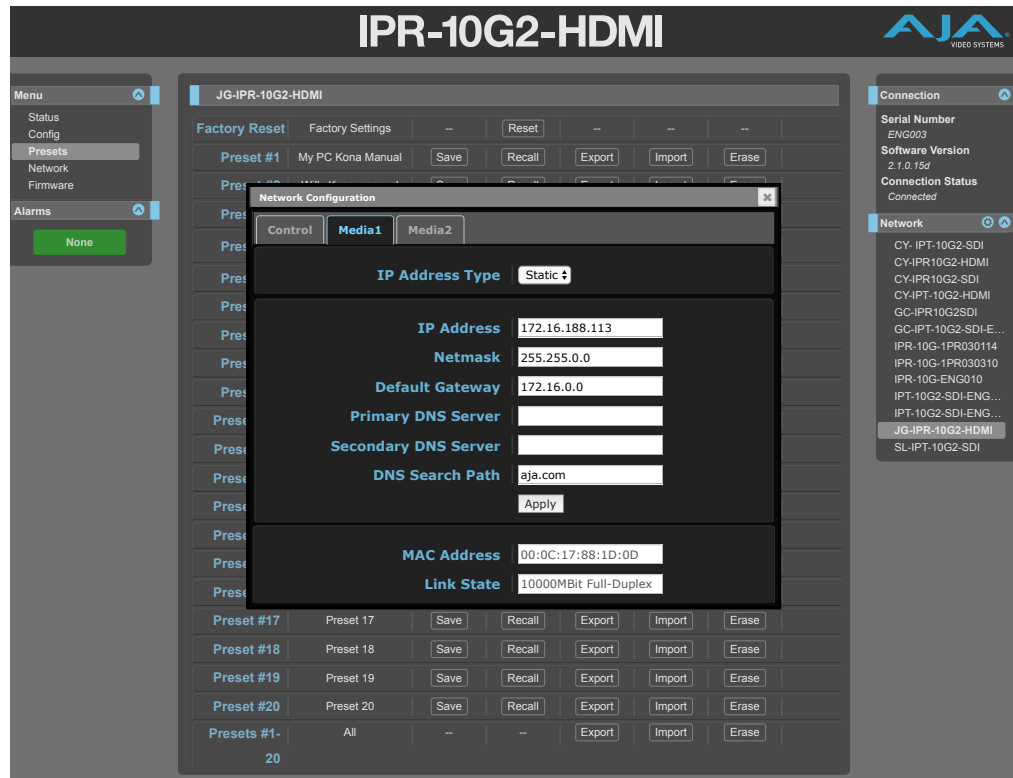 IPR-10G2-HDMI
AJA
VIDEO SYSTEMS
Menu
Status
Config
Presets
Network
Firmware
Alarms
None
JG-IPR-10G2-HDMI
Factory Reset Factory Settings -- Reset -- -- --
Preset #1 My PC Kona Manual Save Recall Export Import Erase
Network Configuration
Control Media1 Media2
IP Address Type Static
IP Address 172.16.188.113
Netmask 255.255.0.0
Default Gateway 172.16.0.0
Primary DNS Server
Secondary DNS Server
DNS Search Path aja.com
Apply
MAC Address 00:0C:17:88:1D:0D
Link State 10000MBit Full-Duplex
Preset #17 Preset 17 Save Recall Export Import Erase
Preset #18 Preset 18 Save Recall Export Import Erase
Preset #19 Preset 19 Save Recall Export Import Erase
Preset #20 Preset 20 Save Recall Export Import Erase
Presets #1- All -- -- Export Import Erase
20
Connection
Serial Number
ENG003
Software Version
2.1.0.15d
Connection Status
Connected
Network
CY- IPT-10G2-SDI
CY-IPR10G2-HDMI
CY-IPR10G2-SDI
CY-IPT-10G2-HDMI
GC-IPR10G2SDI
GC-IPT-10G2-SDI-E...
IPR-10G-1PR030114
IPR-10G-1PR030310
IPR-10G-ENG010
IPT-10G2-SDI-ENG...
IPT-10G2-SDI-ENG...
JG-IPR-10G2-HDMI
SL-IPT-10G2-SDI